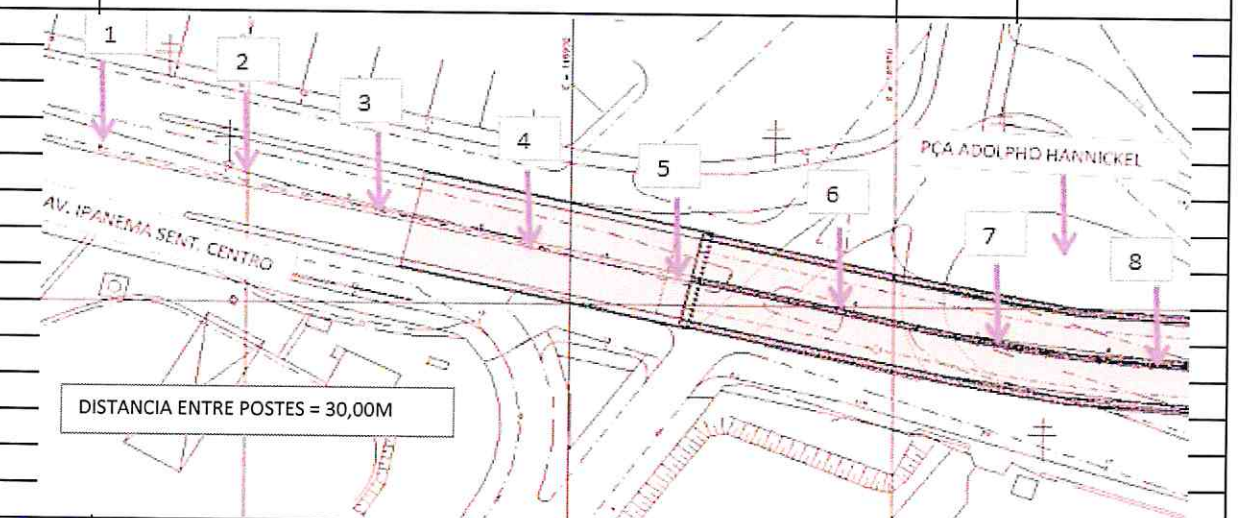 1
2
3
4
5
6
7
8
PÇA ADOLPHO HANNICKEL
AV. IPANEMA SENT. CENTRO
DISTANCIA ENTRE POSTES = 30,00M